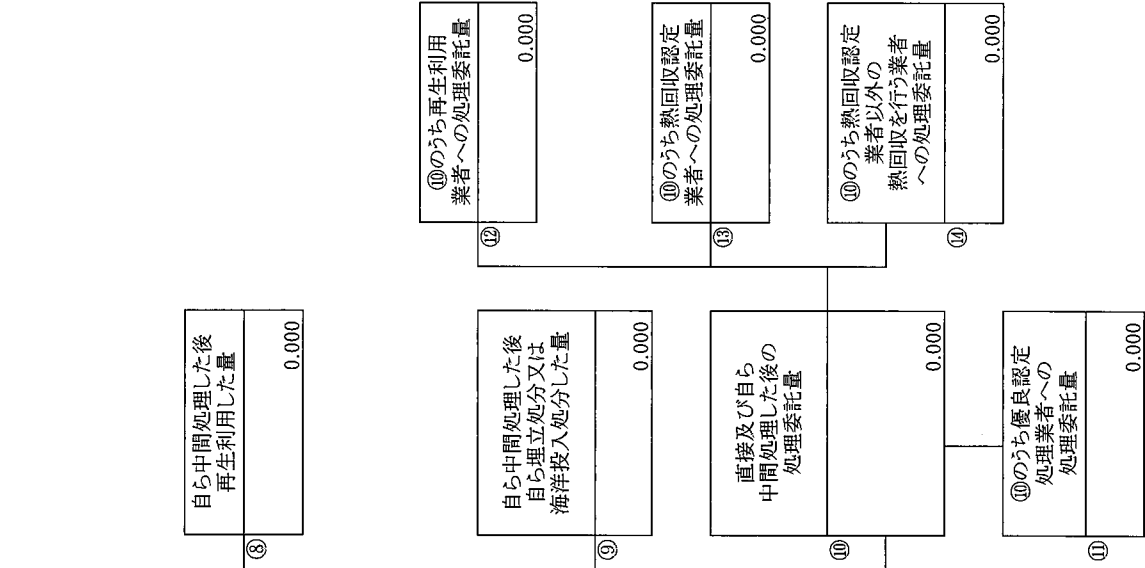 ⑧
自ら中間処理した後
再生利用した量
0.000
⑨
自ら中間処理した後
自ら埋立処分又は
海洋投入処分した量
0.000
⑩
直接及び自ら
中間処理した後の
処理委託量
0.000
⑪
⑩のうち優良認定
処理業者への
処理委託量
0.000
⑫
⑩のうち再生利用
業者への処理委託量
0.000
⑬
⑩のうち熱回収認定
業者への処理委託量
0.000
⑭
⑩のうち熱回収認定
業者以外の
熱回収を行う業者
への処理委託量
0.000